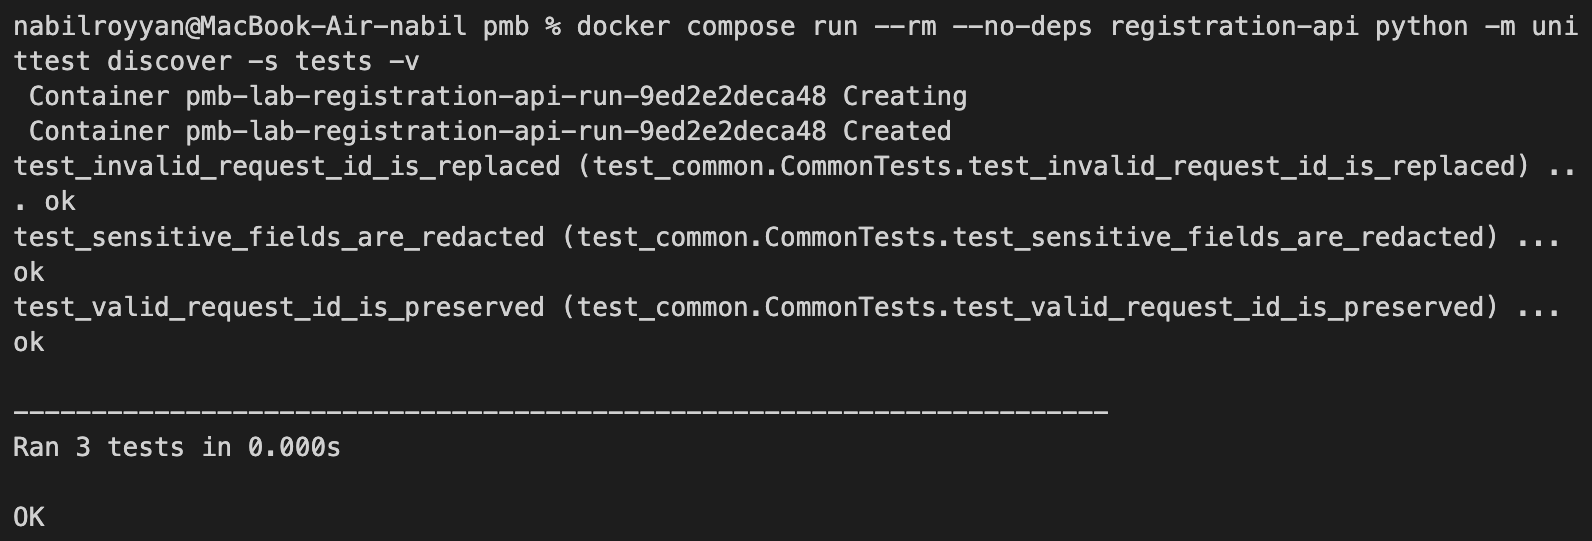 nabilroyyan@MacBook-Air-nabil pmb % docker compose run --rm --no-deps registration-api python -m uni
ttest discover -s tests -v
 Container pmb-lab-registration-api-run-9ed2e2deca48 Creating
 Container pmb-lab-registration-api-run-9ed2e2deca48 Created
test_invalid_request_id_is_replaced (test_common.CommonTests.test_invalid_request_id_is_replaced) ..
. ok
test_sensitive_fields_are_redacted (test_common.CommonTests.test_sensitive_fields_are_redacted) ...
ok
test_valid_request_id_is_preserved (test_common.CommonTests.test_valid_request_id_is_preserved) ...
ok

----------------------------------------------------------------------
Ran 3 tests in 0.000s

OK